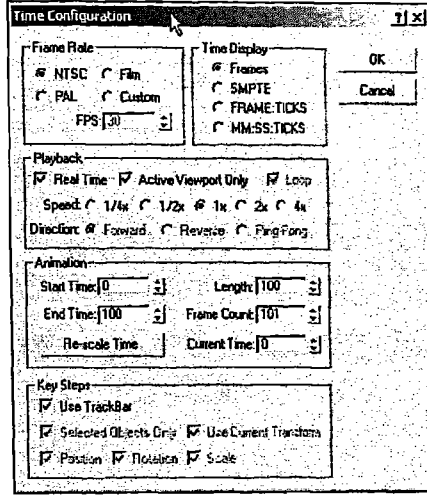 Time Configuration
Frame Rate
NTSC Film
PAL Custom
FPS: 30
Time Display
Frames
SMPTE
FRAME:TICKS
MM:SS:TICKS
OK
Cancel
Playback
Real Time Active Viewport Only Loop
Speed: 1/4x 1/2x 1x 2x 4x
Direction: Forward Reverse Ping-Pong
Animation
Start Time: 0 Length: 100
End Time: 100 Frame Count: 101
Re-scale Time Current Time: 0
Key Steps
Use TrackBar
Selected Objects Only Use Current Transform
Position Rotation Scale